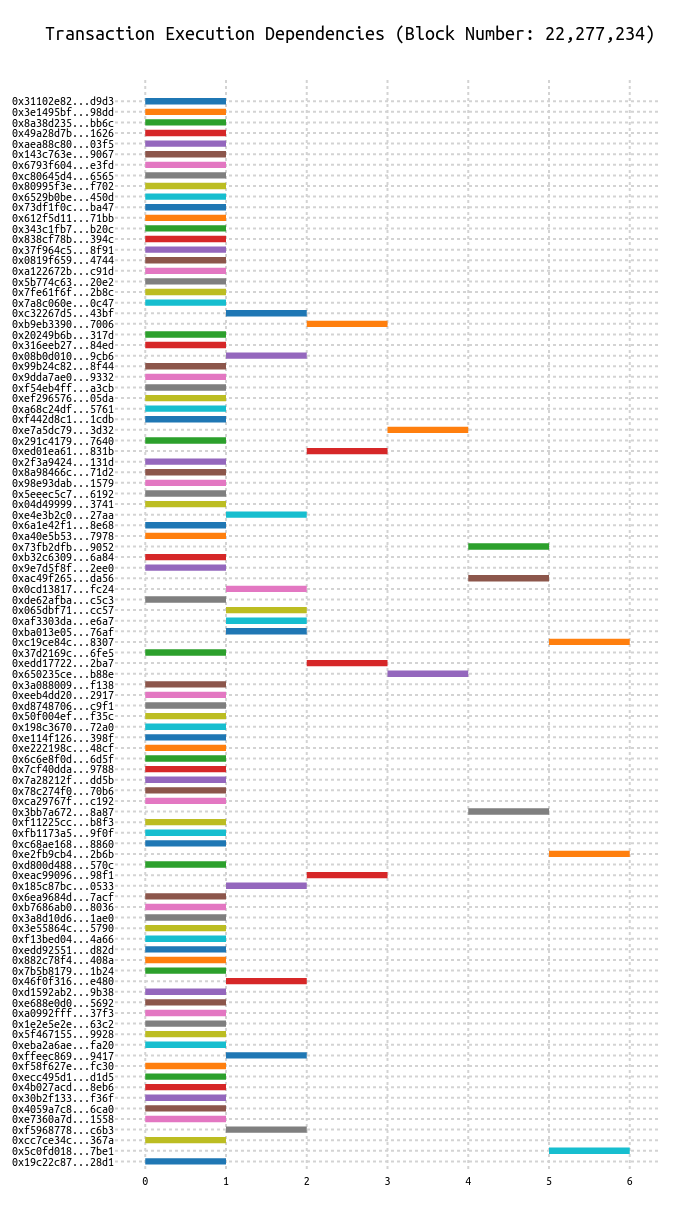 Transaction Execution Dependencies (Block Number: 22,277,234)
0x31102e82...d9d3
0x3e1495bf...98dd
0x8a38d235...bb6c
0x49a28d7b...1626
0xaea88c80...03f5
0x143c763e...9067
0x6793f604...e3fd
0xc80645d4...6565
0x80995f3e...f702
0x6529b0be...450d
0x73df1f0c...ba47
0x612f5d11...71bb
0x343c1fb7...b20c
0x838cf78b...394c
0x37f964c5...8f91
0x0819f659...4744
0xa122672b...c91d
0x5b774c63...20e2
0x7fe61f6f...2b8c
0x7a8c060e...0c47
0xc32267d5...43bf
0xb9eb3390...7006
0x20249b6b...317d
0x316eeb27...84ed
0x08b0d010...9cb6
0x99b24c82...8f44
0x9dda7ae0...9332
0xf54eb4ff...a3cb
0xef296576...05da
0xa68c24df...5761
0xf442d8c1...1cdb
0xe7a5dc79...3d32
0x291c4179...7640
0xed01ea61...831b
0x2f3a9424...131d
0x8a98466c...71d2
0x98e93dab...1579
0x5eeec5c7...6192
0x04d49999...3741
0xe4e3b2c0...27aa
0x6a1e42f1...8e68
0xa40e5b53...7978
0x73fb2dfb...9052
0xb32c6309...6a84
0x9e7d5f8f...2ee0
0xac49f265...da56
0x0cd13817...fc24
0xde62afba...c5c3
0x065dbf71...cc57
0xaf3303da...e6a7
0xba013e05...76af
0xc19ce84c...8307
0x37d2169c...6fe5
0xedd17722...2ba7
0x650235ce...b88e
0x3a088009...f138
0xeeb4dd20...2917
0xd8748706...c9f1
0x50f004ef...f35c
0x198c3670...72a0
0xe114f126...398f
0xe222198c...48cf
0x6c6e8f0d...6d5f
0x7cf40dda...9788
0x7a28212f...dd5b
0x78c274f0...70b6
0xca29767f...c192
0x3bb7a672...8a87
0xf11225cc...b8f3
0xfb1173a5...9f0f
0xc68ae168...8860
0xe2fb9cb4...2b6b
0xd800d488...570c
0xeac99096...98f1
0x185c87bc...0533
0x6ea9684d...7acf
0xb7686ab0...8036
0x3a8d10d6...1ae0
0x3e55864c...5790
0xf13bed04...4a66
0xedd92551...d82d
0x882c78f4...408a
0x7b5b8179...1b24
0x46f0f316...e480
0xd1592ab2...9b38
0xe688e0d0...5692
0xa0992fff...37f3
0x1e2e5e2e...63c2
0x5f467155...9928
0xeba2a6ae...fa20
0xffeec869...9417
0xf58f627e...fc30
0xecc495d1...d1d5
0x4b027acd...8eb6
0x30b2f133...f36f
0x4059a7c8...6ca0
0xe7360a7d...1558
0xf5968778...c6b3
0xcc7ce34c...367a
0x5c0fd018...7be1
0x19c22c87...28d1
0 1 2 3 4 5 6